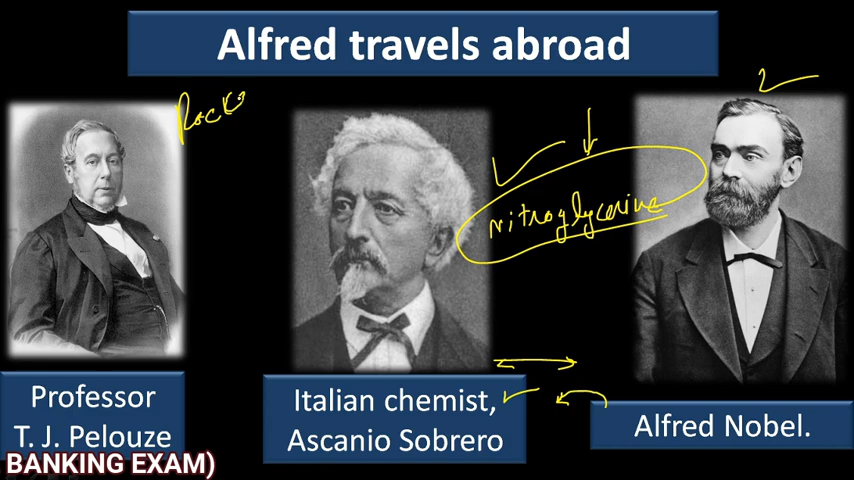 Alfred travels abroad
Rocks
nitroglycerine
Professor
T. J. Pelouze
Italian chemist,
Ascanio Sobrero
Alfred Nobel.
BANKING EXAM)